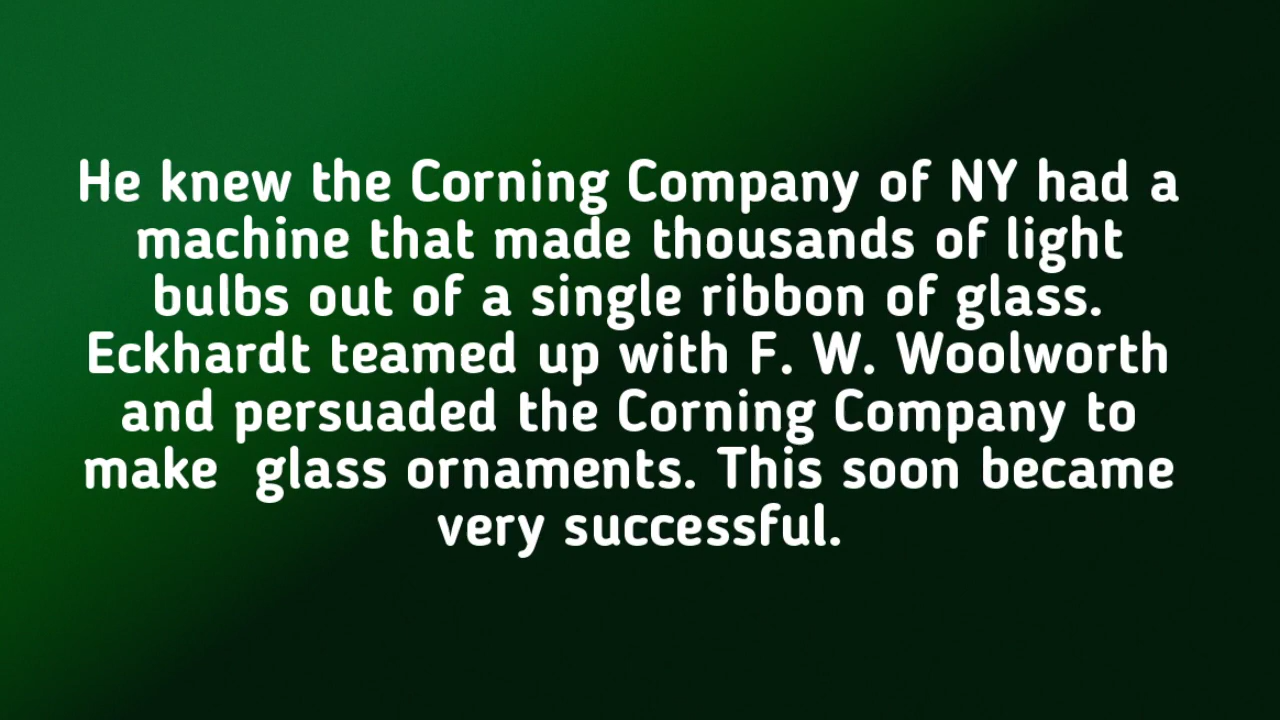 He knew the Corning Company of NY had a
machine that made thousands of light
bulbs out of a single ribbon of glass.
Eckhardt teamed up with F. W. Woolworth
and persuaded the Corning Company to
make  glass ornaments. This soon became
very successful.